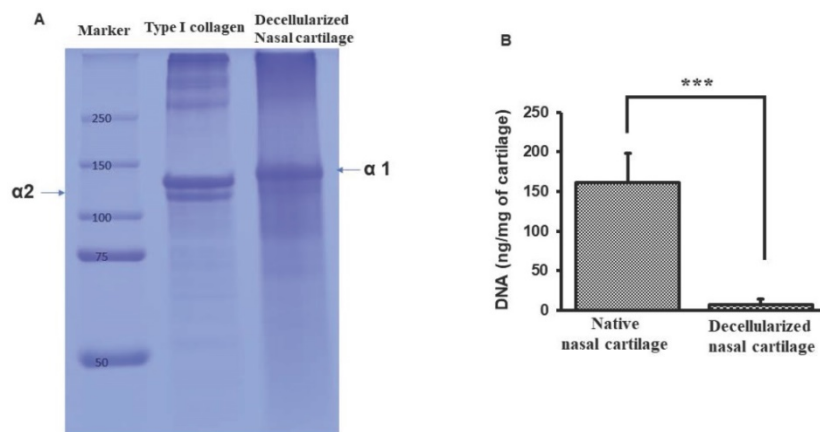 A
Marker
Type I collagen
Decellularized
Nasal cartilage
250
150
α 1
α2
100
75
50
B
***
DNA (ng/mg of cartilage)
250
200
150
100
50
0
Native
nasal cartilage
Decellularized
nasal cartilage